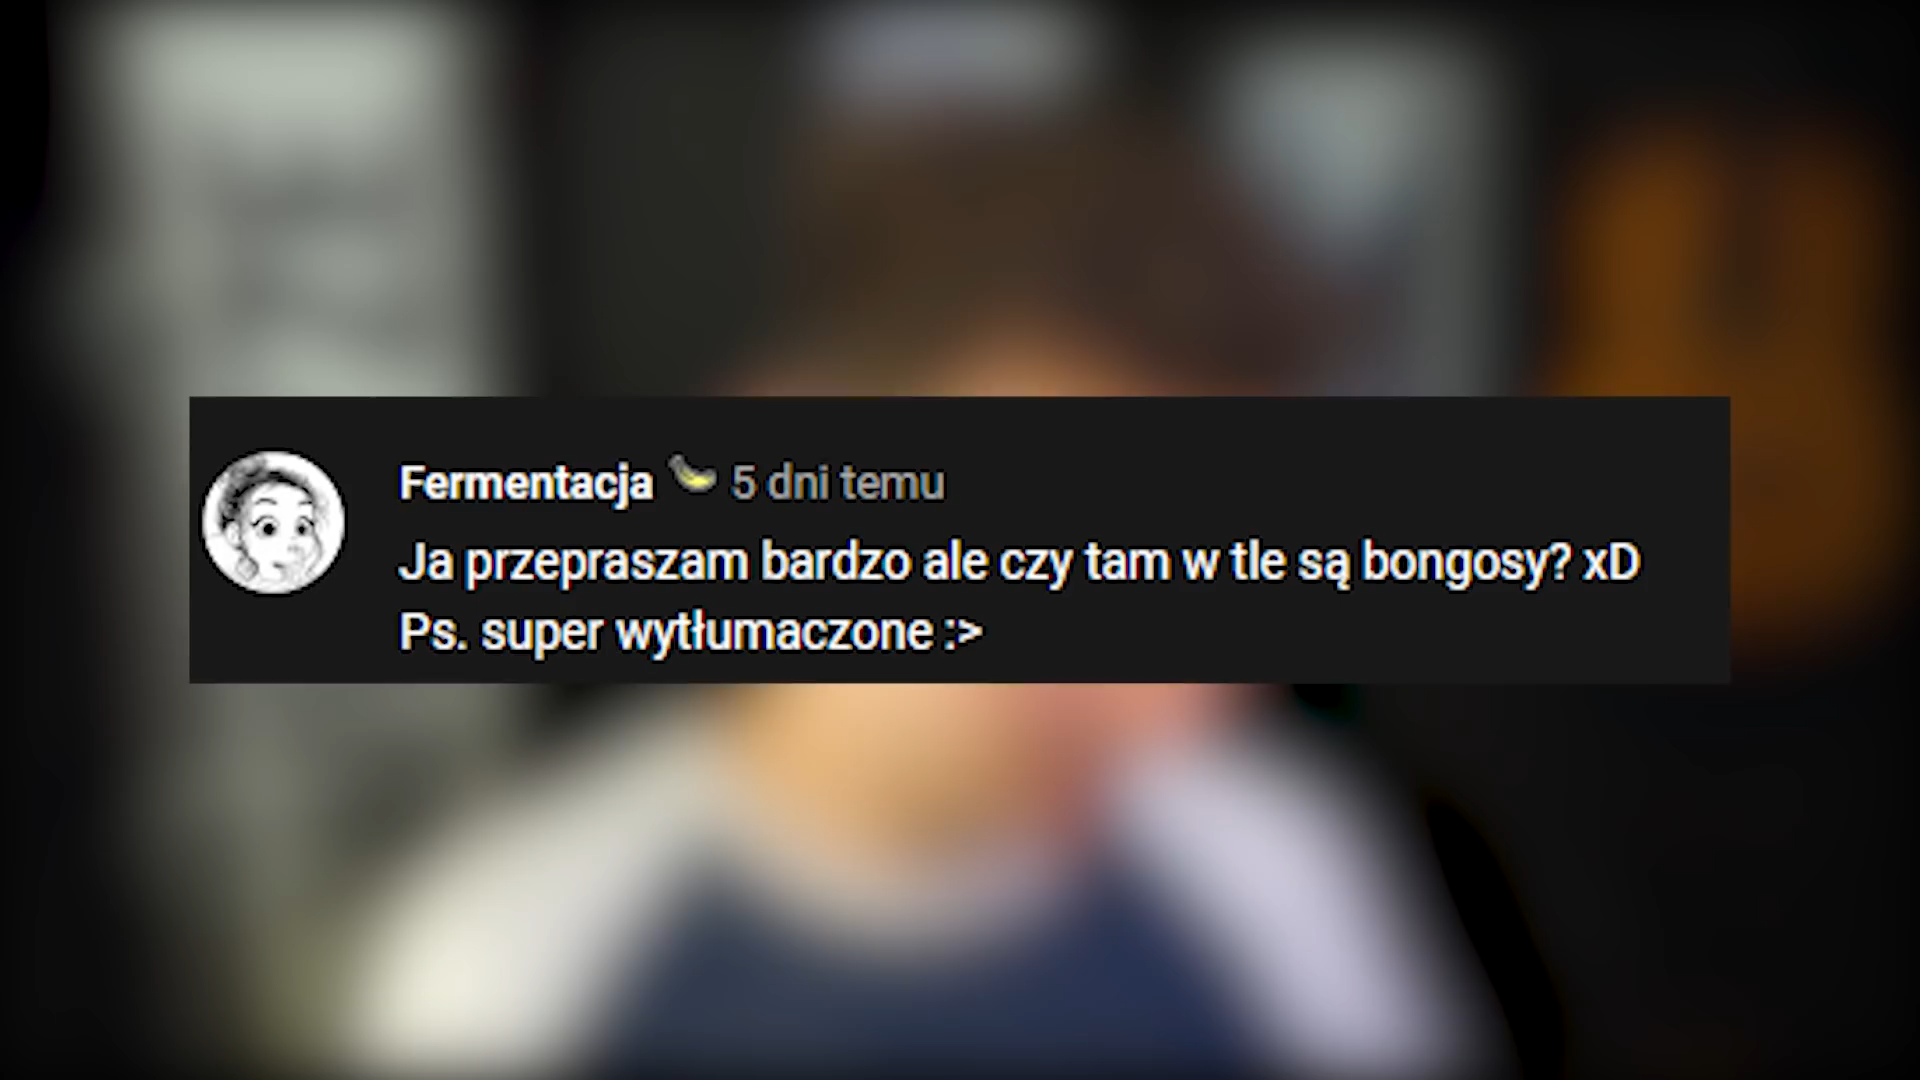 Fermentacja 5 dni temu
Ja przepraszam bardzo ale czy tam w tle są bongosy? xD
Ps. super wytłumaczone :>